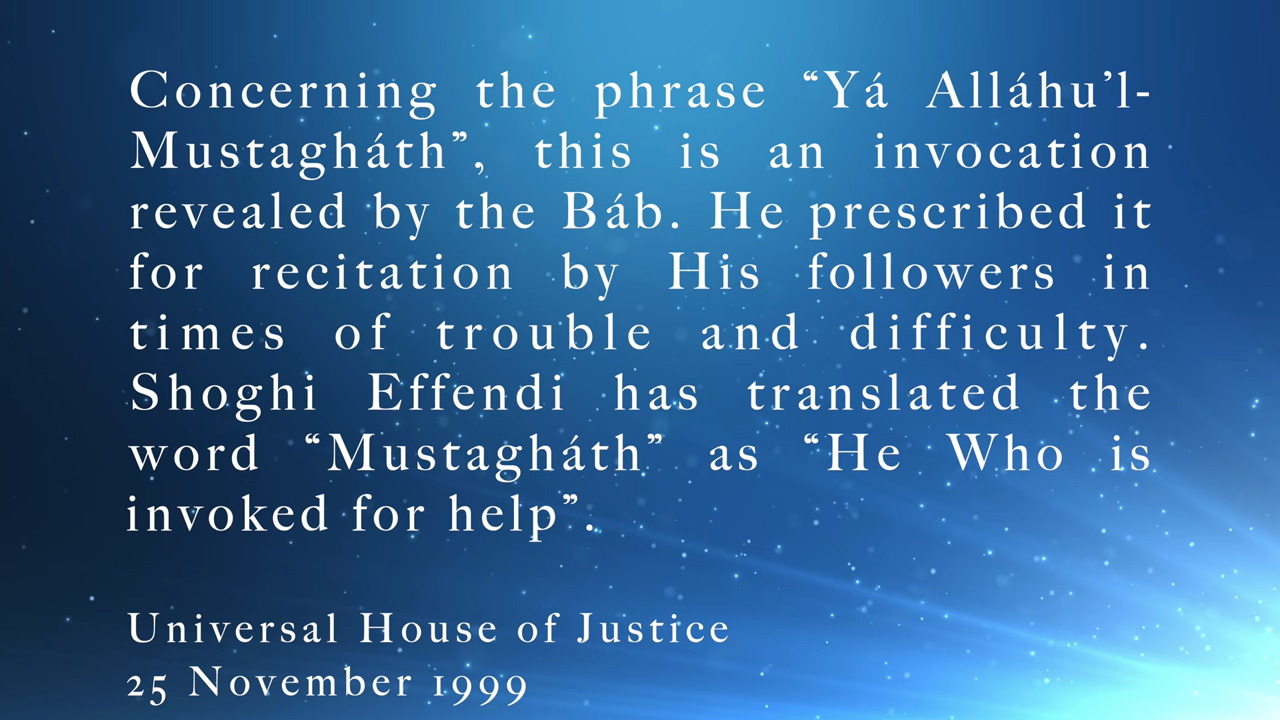 Concerning the phrase “Yá Alláhu’l-
Mustagháth”, this is an invocation
revealed by the Báb. He prescribed it
for recitation by His followers in
times of trouble and difficulty.
Shoghi Effendi has translated the
word “Mustagháth” as “He Who is
invoked for help”.
Universal House of Justice
25 November 1999